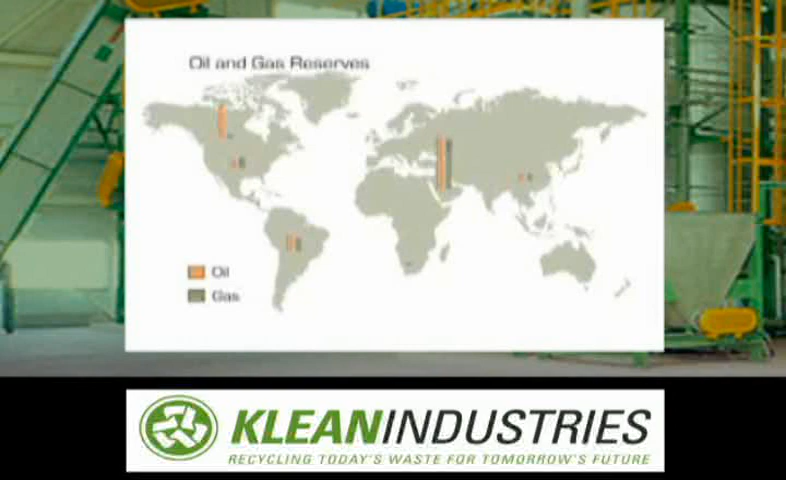 Oil and Gas Reserves
Oil
Gas
KLEANINDUSTRIES
RECYCLING TODAY'S WASTE FOR TOMORROW'S FUTURE